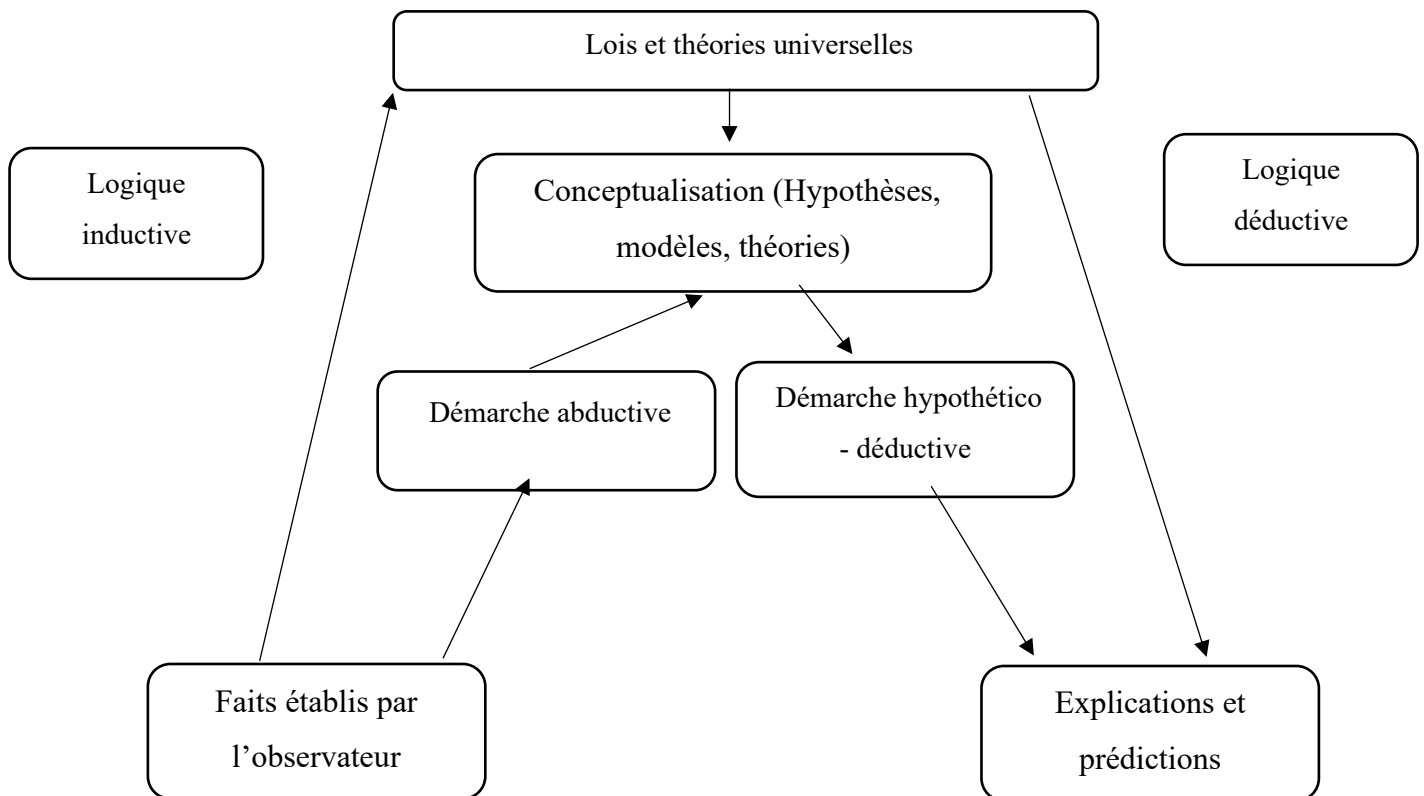 Lois et théories universelles
Logique
inductive
Conceptualisation (Hypothèses,
modèles, théories)
Logique
déductive
Démarche abductive
Démarche hypothético
- déductive
Faits établis par
l’observateur
Explications et
prédictions